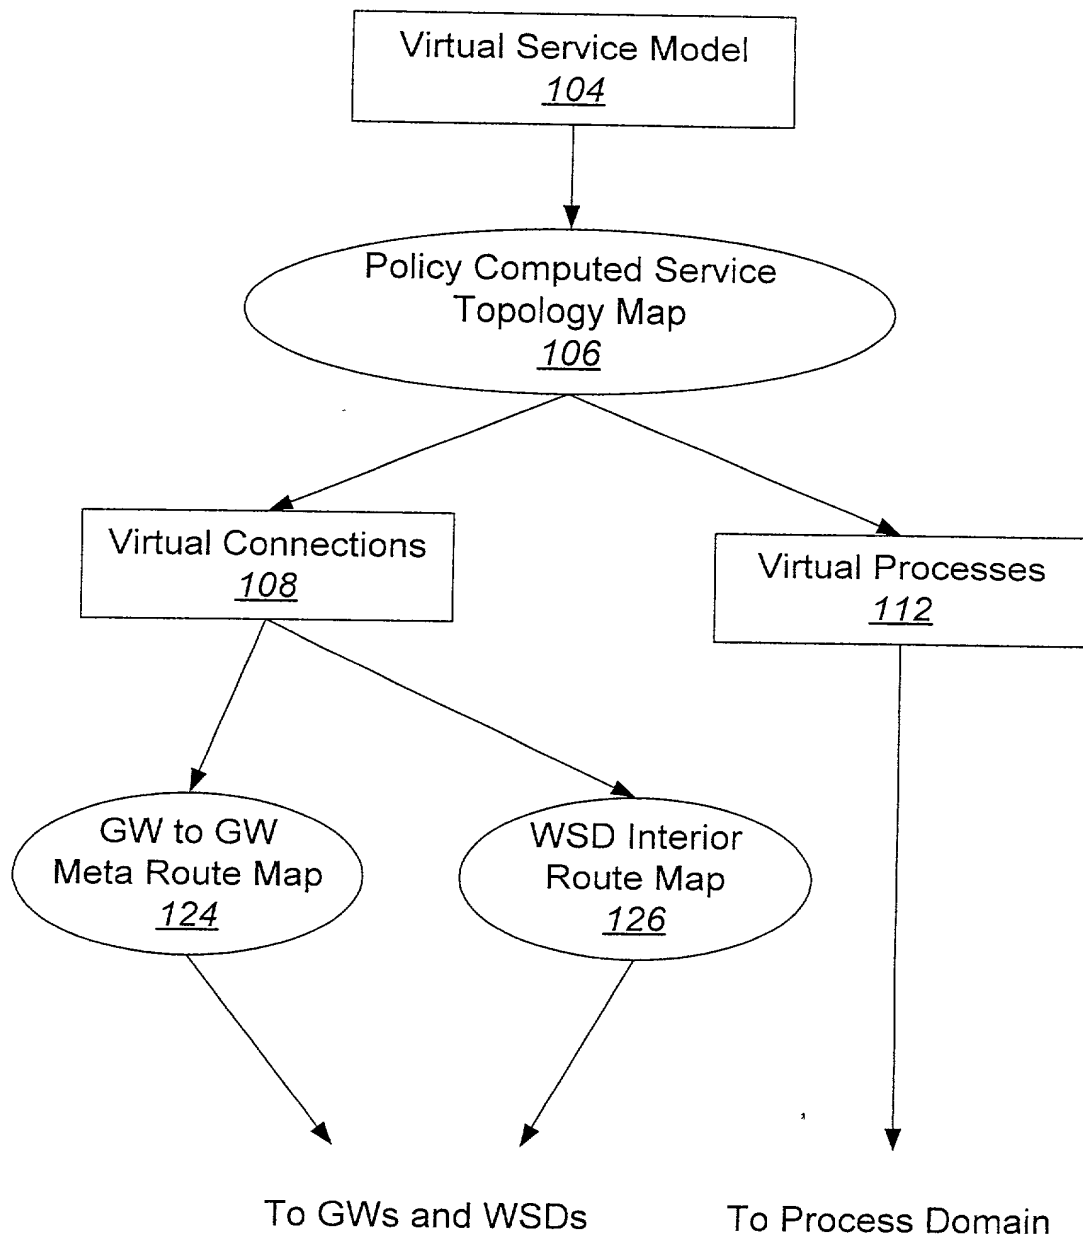 Virtual Service Model
104
Policy Computed Service
Topology Map
106
Virtual Connections
108
Virtual Processes
112
GW to GW
Meta Route Map
124
WSD Interior
Route Map
126
To GWs and WSDs
To Process Domain